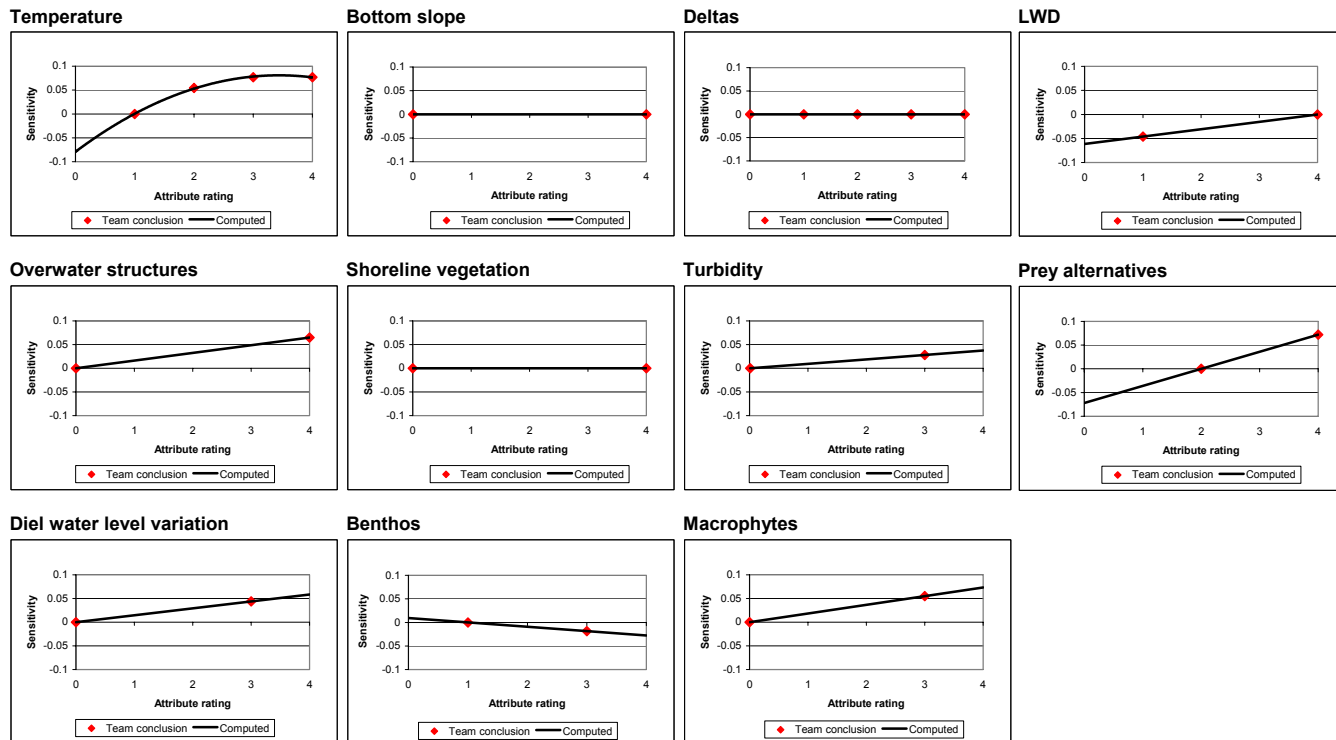 Temperature
Sensitivity
0.1
0.05
0
-0.05
-0.1
0 1 2 3 4
Attribute rating
Team conclusion Computed
Bottom slope
Sensitivity
0.1
0.05
0
-0.05
-0.1
0 1 2 3 4
Attribute rating
Team conclusion Computed
Deltas
Sensitivity
0.1
0.05
0
-0.05
-0.1
0 1 2 3 4
Attribute rating
Team conclusion Computed
LWD
Sensitivity
0.1
0.05
0
-0.05
-0.1
0 1 2 3 4
Attribute rating
Team conclusion Computed
Overwater structures
Sensitivity
0.1
0.05
0
-0.05
-0.1
0 1 2 3 4
Attribute rating
Team conclusion Computed
Shoreline vegetation
Sensitivity
0.1
0.05
0
-0.05
-0.1
0 1 2 3 4
Attribute rating
Team conclusion Computed
Turbidity
Sensitivity
0.1
0.05
0
-0.05
-0.1
0 1 2 3 4
Attribute rating
Team conclusion Computed
Prey alternatives
Sensitivity
0.1
0.05
0
-0.05
-0.1
0 1 2 3 4
Attribute rating
Team conclusion Computed
Diel water level variation
Sensitivity
0.1
0.05
0
-0.05
-0.1
0 1 2 3 4
Attribute rating
Team conclusion Computed
Benthos
Sensitivity
0.1
0.05
0
-0.05
-0.1
0 1 2 3 4
Attribute rating
Team conclusion Computed
Macrophytes
Sensitivity
0.1
0.05
0
-0.05
-0.1
0 1 2 3 4
Attribute rating
Team conclusion Computed